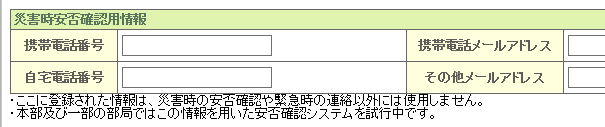 災害時安否確認用情報
携帯電話番号 携帯電話メールアドレス
自宅電話番号 その他メールアドレス
・ここに登録された情報は、災害時の安否確認や緊急時の連絡以外には使用しません。
・本部及び一部の部局ではこの情報を用いた安否確認システムを試行中です。